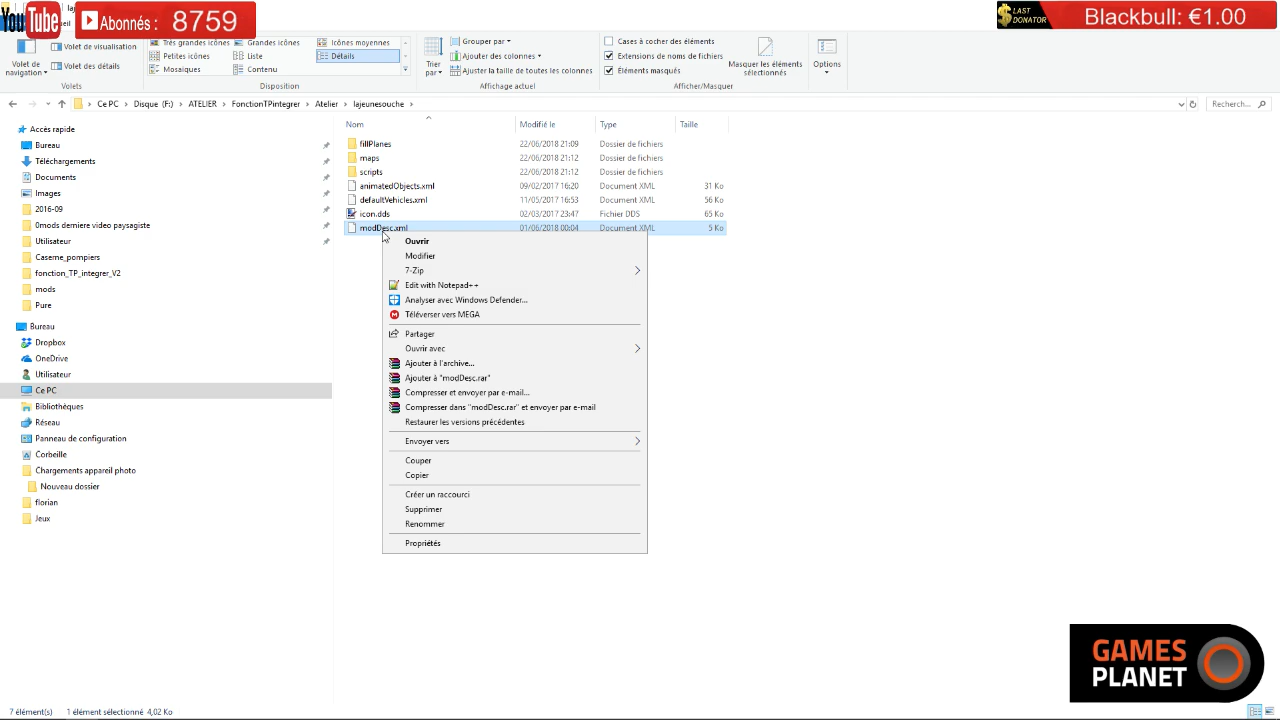 You Tube
Abonnés : 8759
LAST DONATOR
Blackbull: €1.00
Volet de navigation
Volet de visualisation
Volet des détails
Volets
Très grandes icônes
Grandes icônes
Icônes moyennes
Petites icônes
Liste
Détails
Mosaïques
Contenu
Disposition
Trier par
Grouper par
Ajouter des colonnes
Ajuster la taille de toutes les colonnes
Affichage actuel
Cases à cocher des éléments
Extensions de noms de fichiers
Éléments masqués
Masquer les éléments sélectionnés
Afficher/Masquer
Options
Ce PC
Disque (F:)
ATELIER
FonctionTPintegrer
Atelier
lajeunesouche
Recherch...
Accès rapide
Bureau
Téléchargements
Documents
Images
2016-09
0mods derniere video paysagiste
Utilisateur
Caserne_pompiers
fonction_TP_integrer_V2
mods
Pure
Bureau
Dropbox
OneDrive
Utilisateur
Ce PC
Bibliothèques
Réseau
Panneau de configuration
Corbeille
Chargements appareil photo
Nouveau dossier
florian
Jeux
Nom Modifié le Type Taille
fillPlanes 22/06/2018 21:09 Dossier de fichiers
maps 22/06/2018 21:12 Dossier de fichiers
scripts 22/06/2018 21:12 Dossier de fichiers
animatedObjects.xml 09/02/2017 16:20 Document XML 31 Ko
defaultVehicles.xml 11/05/2017 16:53 Document XML 56 Ko
icon.dds 02/03/2017 23:47 Fichier DDS 65 Ko
modDesc.xml 01/06/2018 00:04 Document XML 5 Ko
Ouvrir
Modifier
7-Zip
Edit with Notepad++
Analyser avec Windows Defender...
Téléverser vers MEGA
Partager
Ouvrir avec
Ajouter à l'archive...
Ajouter à "modDesc.rar"
Compresser et envoyer par e-mail...
Compresser dans "modDesc.rar" et envoyer par e-mail
Restaurer les versions précédentes
Envoyer vers
Couper
Copier
Créer un raccourci
Supprimer
Renommer
Propriétés
GAMES
PLANET
7 élément(s) 1 élément sélectionné 4,02 Ko